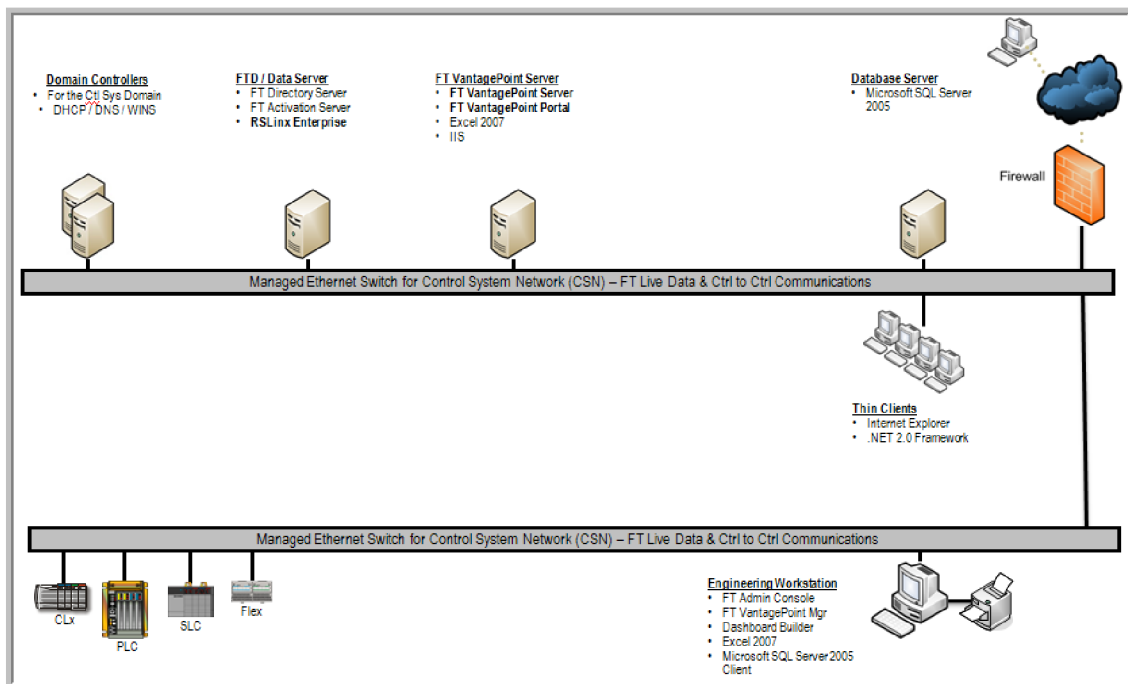 Domain Controllers
• For the Ctl Sys Domain
• DHCP / DNS / WINS
FTD / Data Server
• FT Directory Server
• FT Activation Server
• RSLinx Enterprise
FT VantagePoint Server
• FT VantagePoint Server
• FT VantagePoint Portal
• Excel 2007
• IIS
Database Server
• Microsoft SQL Server
2005
Firewall
Managed Ethernet Switch for Control System Network (CSN) – FT Live Data & Ctrl to Ctrl Communications
Thin Clients
• Internet Explorer
• .NET 2.0 Framework
Managed Ethernet Switch for Control System Network (CSN) – FT Live Data & Ctrl to Ctrl Communications
CLx
PLC
SLC
Flex
Engineering Workstation
• FT Admin Console
• FT VantagePoint Mgr
• Dashboard Builder
• Excel 2007
• Microsoft SQL Server 2005
Client